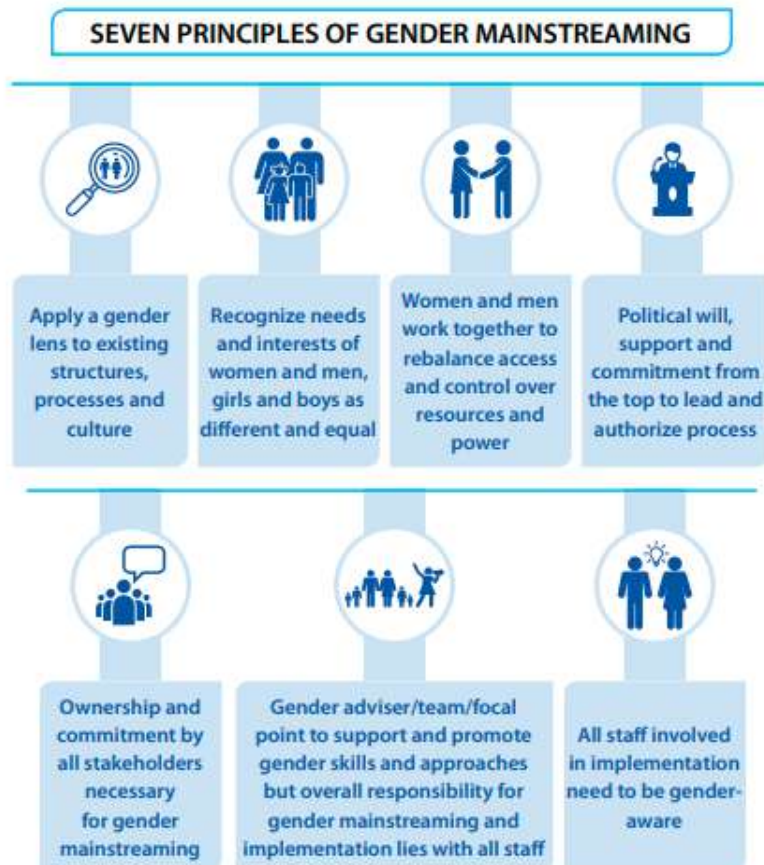 SEVEN PRINCIPLES OF GENDER MAINSTREAMING
Apply a gender
lens to existing
structures,
processes and
culture
Recognize needs
and interests of
women and men,
girls and boys as
different and equal
Women and men
work together to
rebalance access
and control over
resources and
power
Political will,
support and
commitment from
the top to lead and
authorize process
Ownership and
commitment by
all stakeholders
necessary
for gender
mainstreaming
Gender adviser/team/focal
point to support and promote
gender skills and approaches
but overall responsibility for
gender mainstreaming and
implementation lies with all staff
All staff involved
in implementation
need to be gender-
aware